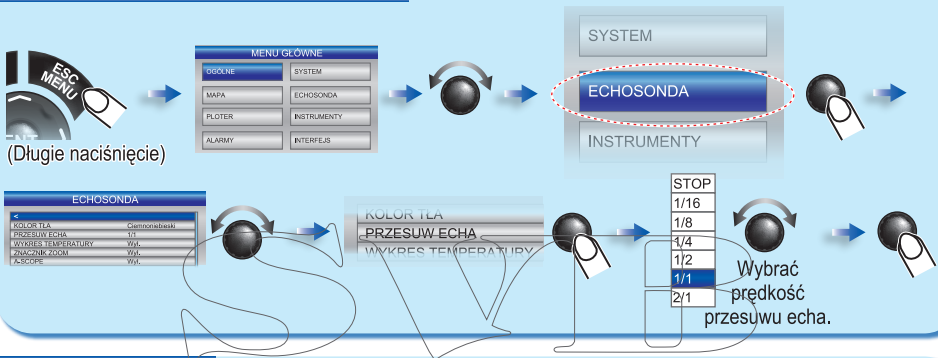 ESC
MENU
ENT
(Długie naciśnięcie)
MENU GŁÓWNE
OGÓLNE SYSTEM
MAPA ECHOSONDA
PLOTER INSTRUMENTY
ALARMY INTERFEJS
SYSTEM
ECHOSONDA
INSTRUMENTY
ECHOSONDA
<
KOLOR TŁA Ciemnoniebieski
PRZESUW ECHA 1/1
WYKRES TEMPERATURY Wył.
ZNACZNIK ZOOM Wył.
A-SCOPE Wył.
KOLOR TŁA
PRZESUW ECHA
WYKRES TEMPERATURY
STOP
1/16
1/8
1/4
1/2
1/1
2/1
Wybrać
prędkość
przesuwu echa.